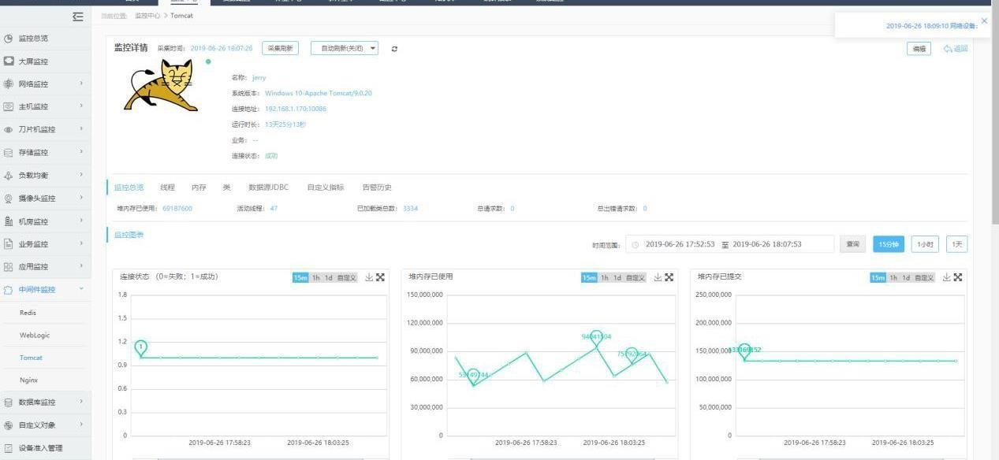 当前位置: 监控中心 > Tomcat
2019-06-26 18:09:10 网络设备:
监控总览
大屏监控
网络监控
主机监控
刀片机监控
存储监控
负载均衡
摄像头监控
机房监控
业务监控
应用监控
中间件监控
Redis
WebLogic
Tomcat
Nginx
数据库监控
自定义对象
设备准入管理
监控详情 采集时间: 2019-06-26 18:07:26 采集刷新 自动刷新(关闭)
编辑 返回
名称: jerry
系统版本: Windows 10-Apache Tomcat/9.0.20
连接地址: 192.168.1.170:10086
运行时长: 13天25分13秒
业务: --
连接状态: 成功
监控总览 线程 内存 类 数据源JDBC 自定义指标 告警历史
堆内存已使用: 69187600 活动线程: 47 已加载类总数: 3334 总请求数: 0 总出错请求数: 0
监控图表
时间范围: 2019-06-26 17:52:53 至 2019-06-26 18:07:53 查询 15分钟 1小时 1天
连接状态 (0=失败; 1=成功) 15m 1h 1d 自定义
1.8
1.5
1.2
0.9
0.6
0.3
0
1
2019-06-26 17:58:23 2019-06-26 18:03:25
堆内存已使用 15m 1h 1d 自定义
150,000,000
120,000,000
90,000,000
60,000,000
30,000,000
0
2019-06-26 17:58:23 2019-06-26 18:03:25
堆内存已提交 15m 1h 1d 自定义
250,000,000
200,000,000
150,000,000
100,000,000
50,000,000
0
2019-06-26 17:58:23 2019-06-26 18:03:25